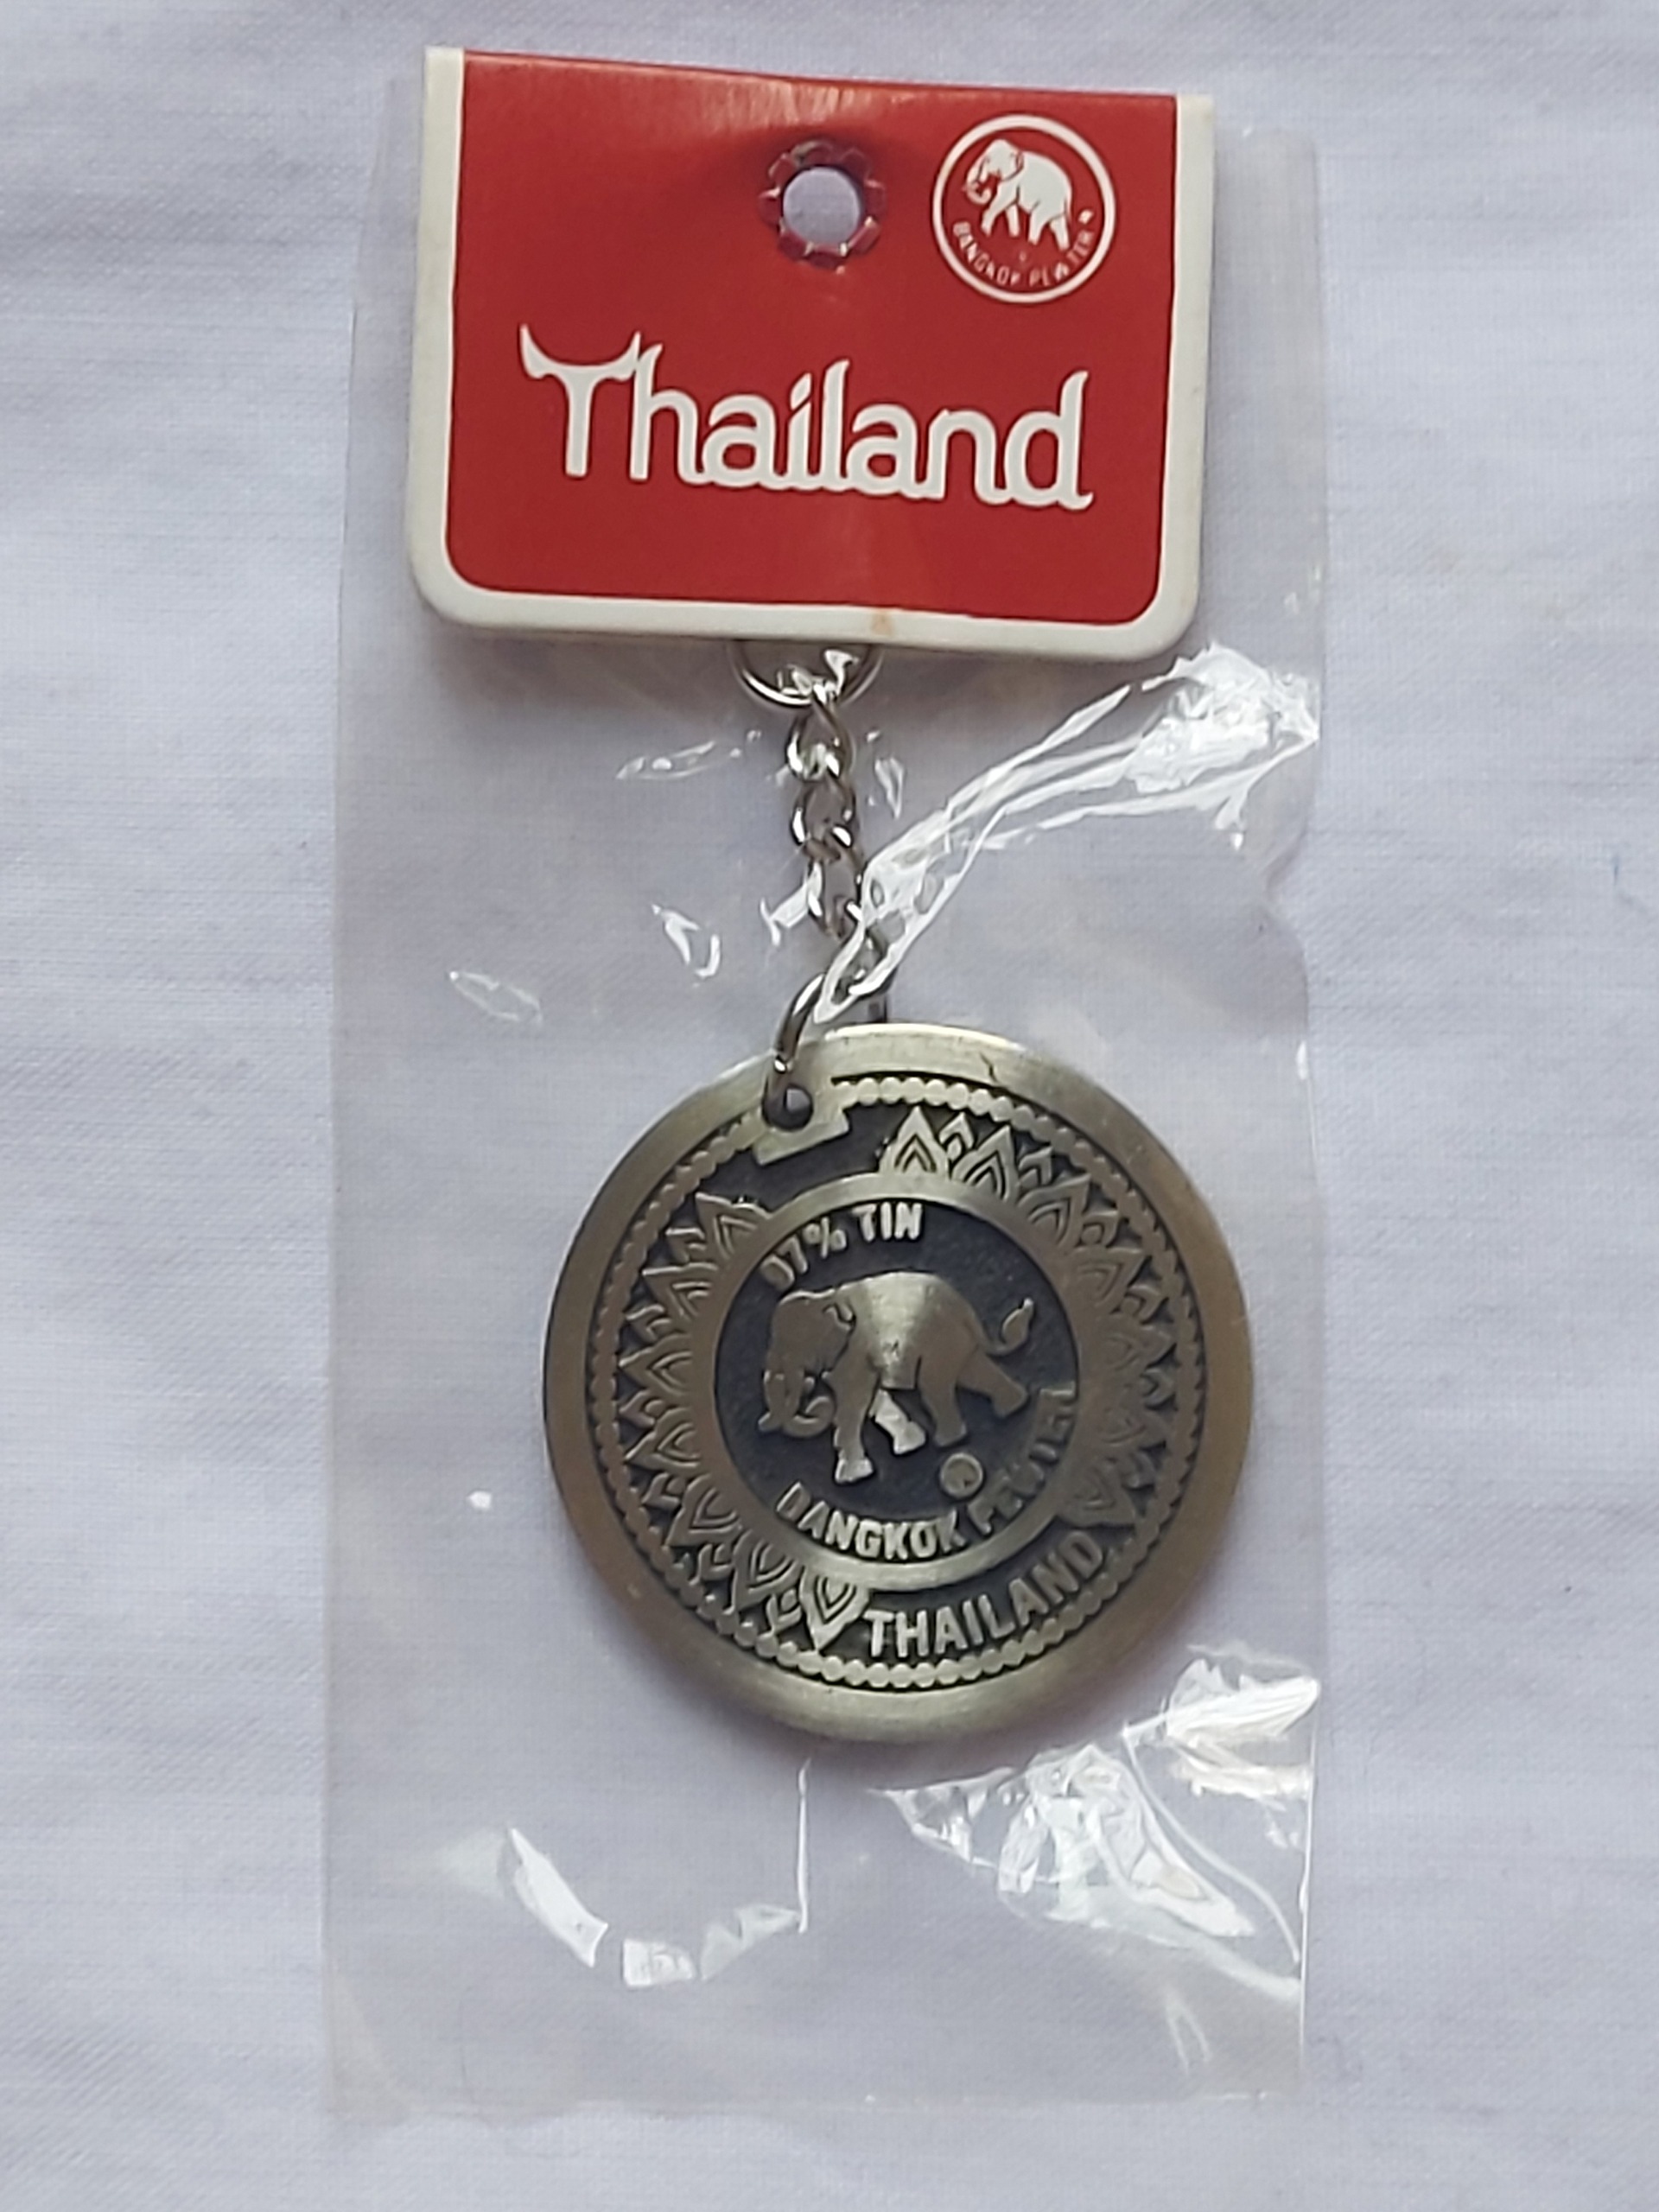 BANGKOK PEWTER
Thailand
97% TIN
BANGKOK PEWTER
THAILAND